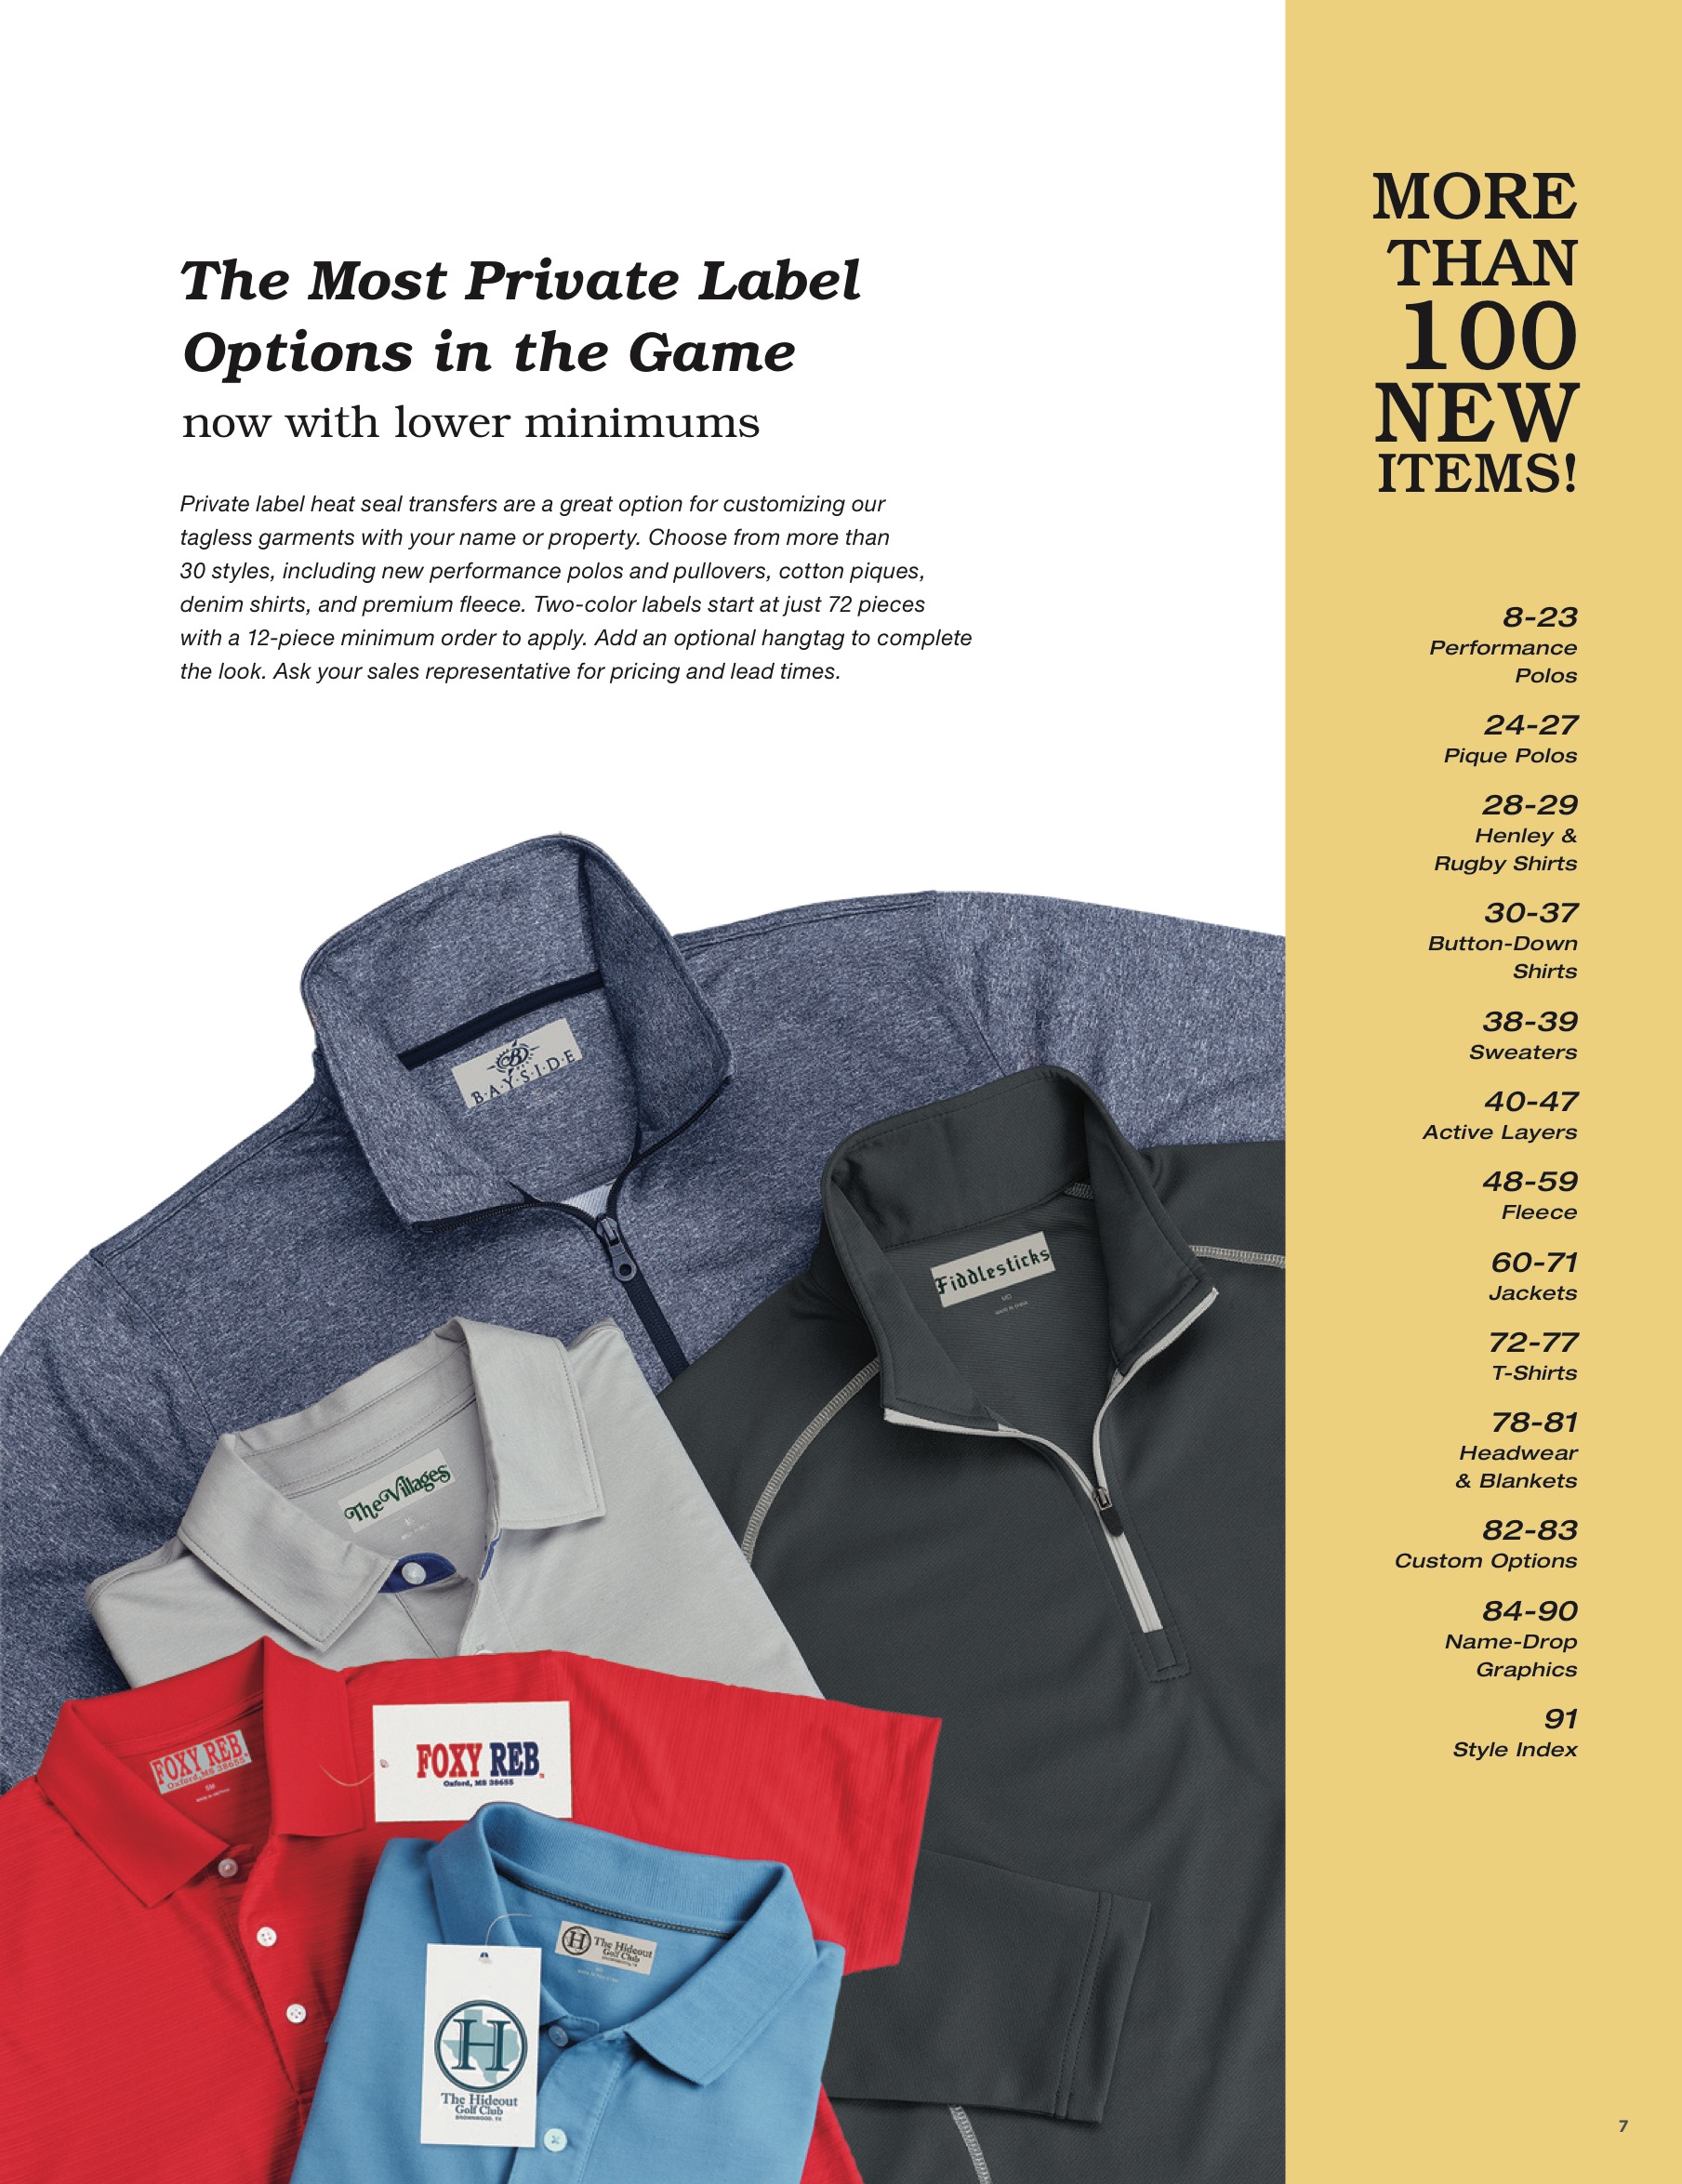 The Most Private Label
Options in the Game
now with lower minimums
Private label heat seal transfers are a great option for customizing our
tagless garments with your name or property. Choose from more than
30 styles, including new performance polos and pullovers, cotton piques,
denim shirts, and premium fleece. Two-color labels start at just 72 pieces
with a 12-piece minimum order to apply. Add an optional hangtag to complete
the look. Ask your sales representative for pricing and lead times.
B
B·A·Y·S·I·D·E
Fiddlesticks
The Villages
FOXY REB
Oxford, MS 38655
SM
FOXY REB
Oxford, MS 38655
H
The Hideout
Golf Club
H
The Hideout
Golf Club
BROWNWOOD, TX
MORE
THAN
100
NEW
ITEMS!
8-23
Performance
Polos
24-27
Pique Polos
28-29
Henley &
Rugby Shirts
30-37
Button-Down
Shirts
38-39
Sweaters
40-47
Active Layers
48-59
Fleece
60-71
Jackets
72-77
T-Shirts
78-81
Headwear
& Blankets
82-83
Custom Options
84-90
Name-Drop
Graphics
91
Style Index
7